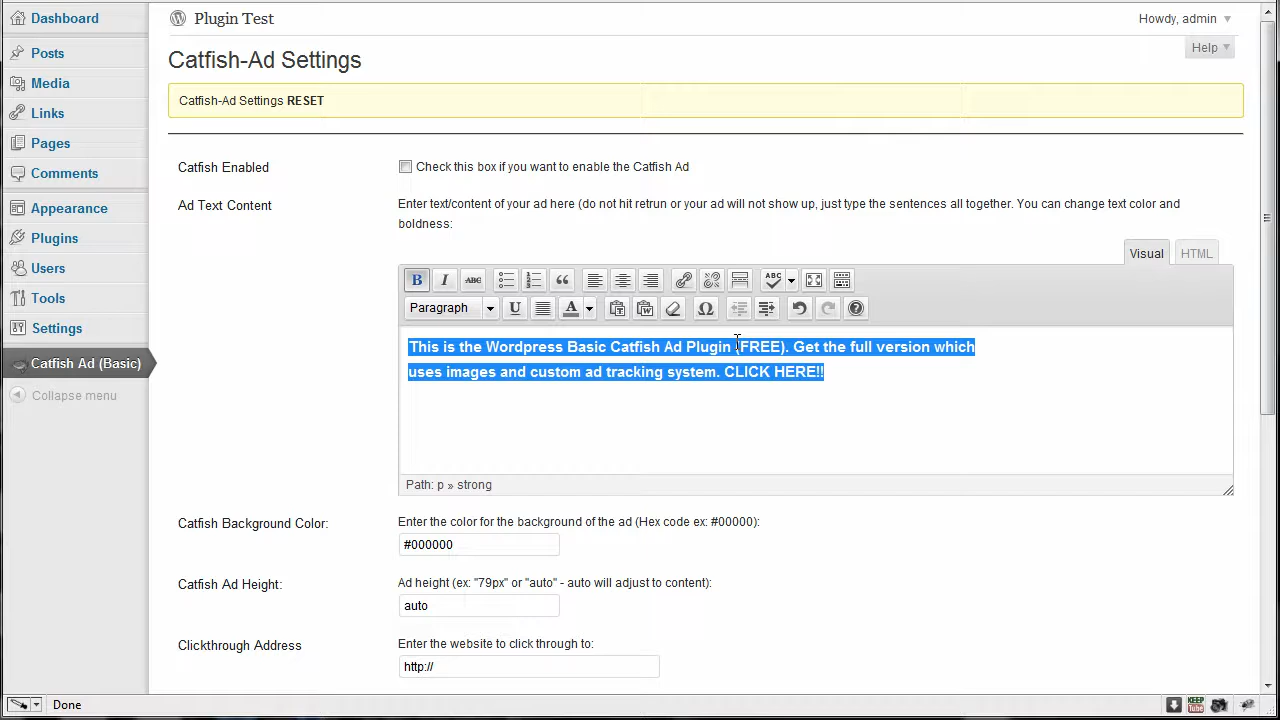 Dashboard
Posts
Media
Links
Pages
Comments
Appearance
Plugins
Users
Tools
Settings
Catfish Ad (Basic)
Collapse menu
Plugin Test
Howdy, admin
Help
Catfish-Ad Settings
Catfish-Ad Settings RESET
Catfish Enabled
Check this box if you want to enable the Catfish Ad
Ad Text Content
Enter text/content of your ad here (do not hit retrun or your ad will not show up, just type the sentences all together. You can change text color and
boldness:
Visual
HTML
B I ABC
ABC
Paragraph
U
A
Ω
This is the Wordpress Basic Catfish Ad Plugin (FREE). Get the full version which
uses images and custom ad tracking system. CLICK HERE!!
Path: p » strong
Catfish Background Color:
Enter the color for the background of the ad (Hex code ex: #00000):
#000000
Catfish Ad Height:
Ad height (ex: "79px" or "auto" - auto will adjust to content):
auto
Clickthrough Address
Enter the website to click through to:
http://
Done
KEEP
Tube